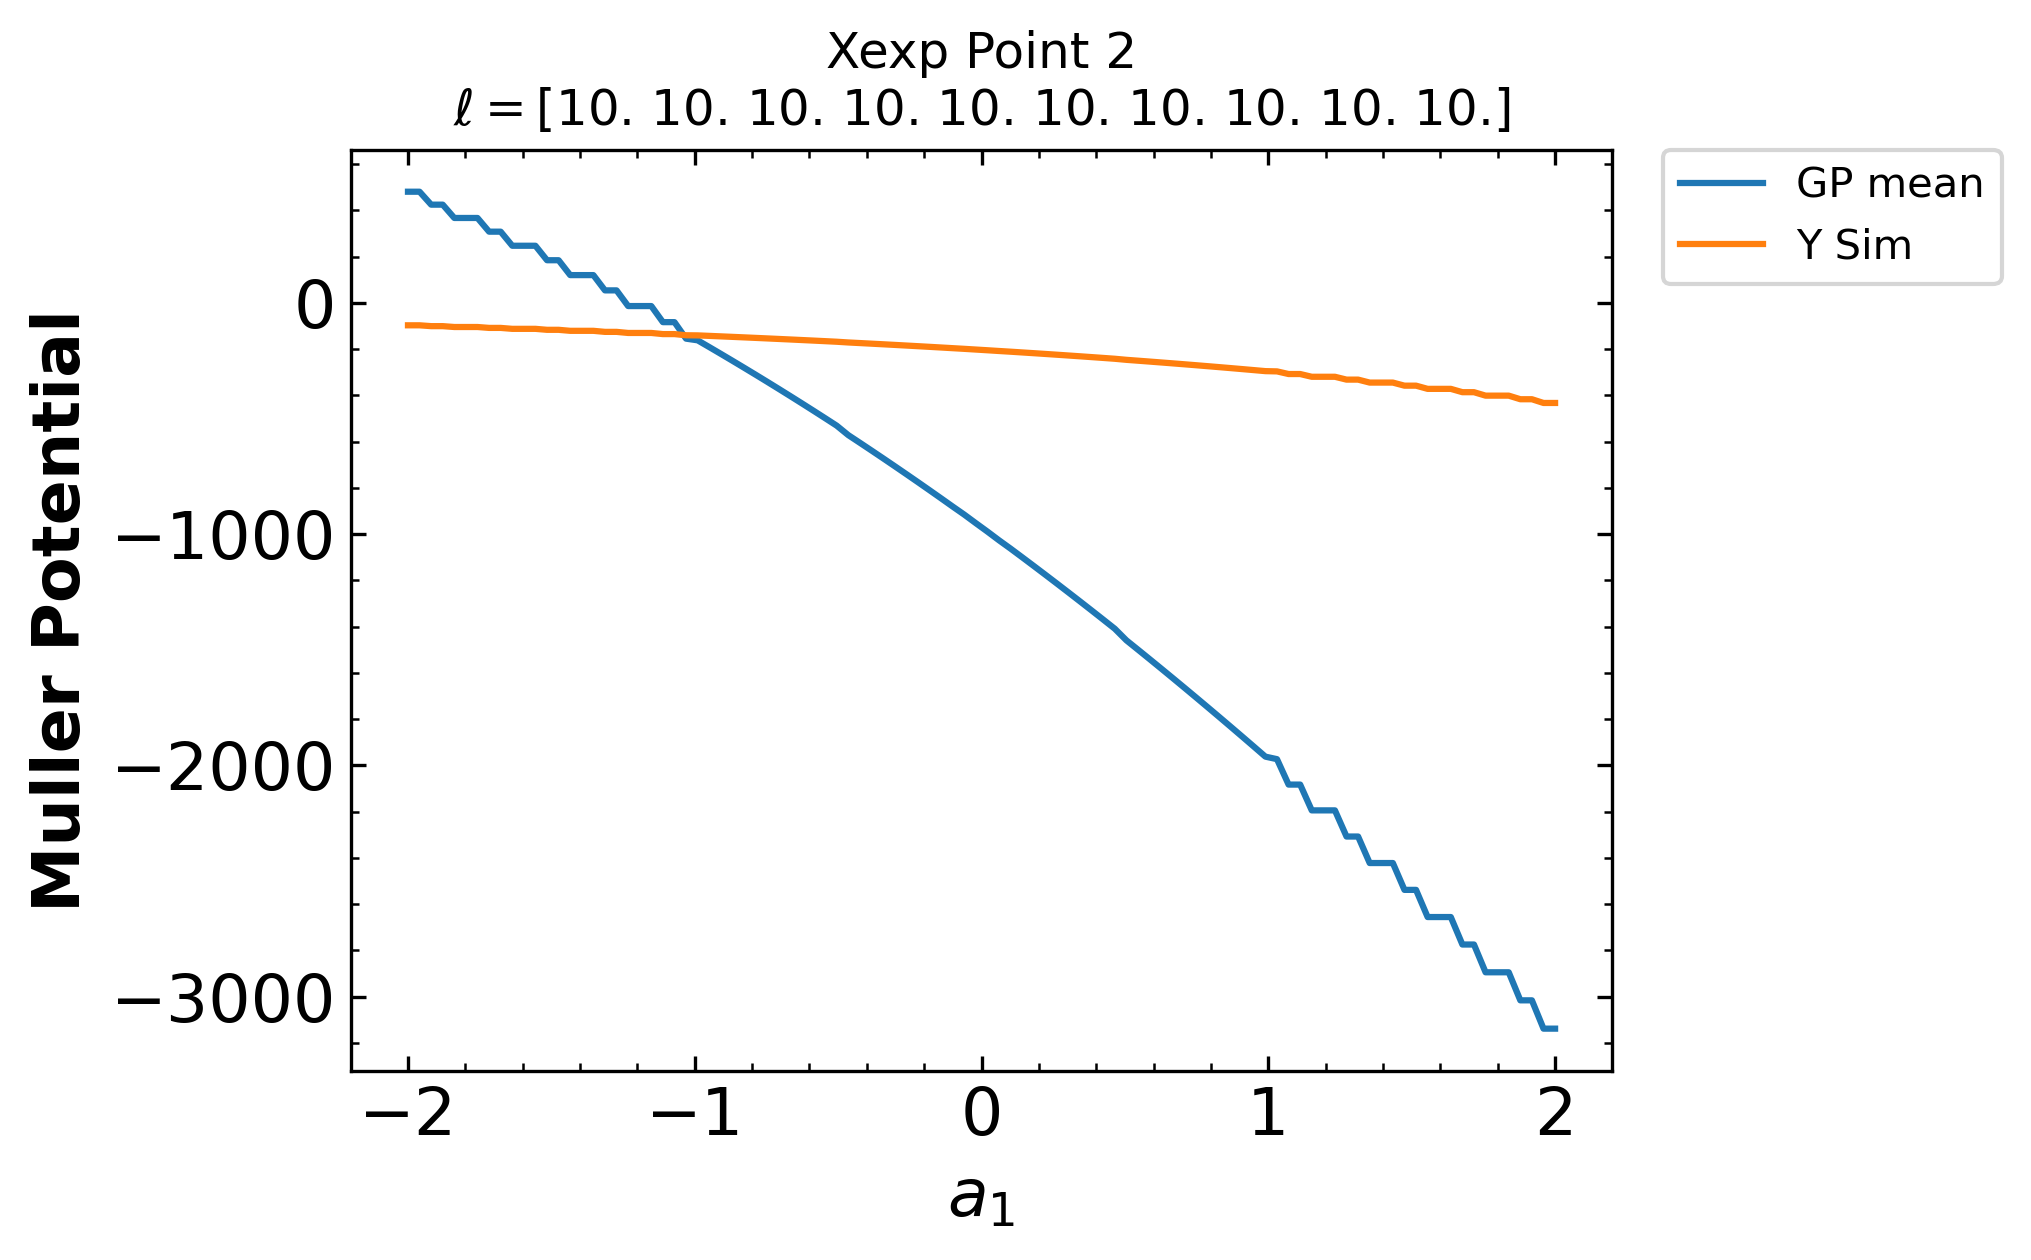 Xexp Point 2
ℓ = [10. 10. 10. 10. 10. 10. 10. 10. 10. 10.]
GP mean
Y Sim
Muller Potential
0
−1000
−2000
−3000
−2
−1
0
1
2
a₁